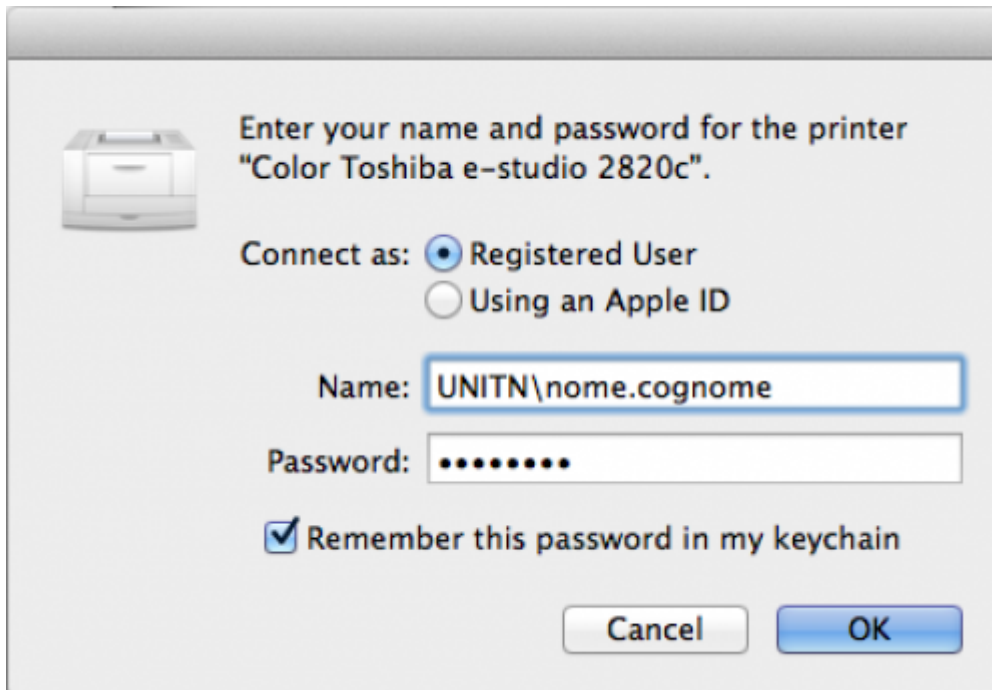 Enter your name and password for the printer
“Color Toshiba e-studio 2820c”.
Connect as: Registered User
Using an Apple ID
Name: UNITN\nome.cognome
Password: ••••••••
Remember this password in my keychain
Cancel OK